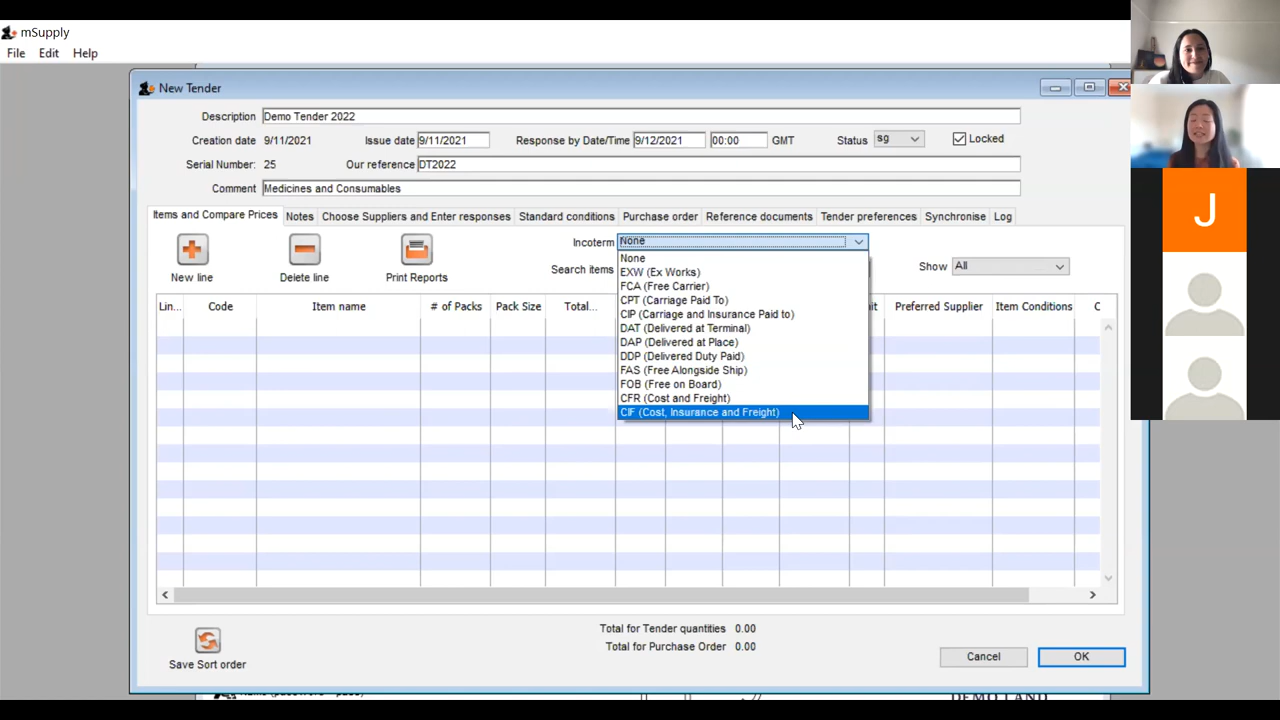 mSupply
File Edit Help
New Tender
Description Demo Tender 2022
Creation date 9/11/2021 Issue date 9/11/2021 Response by Date/Time 9/12/2021 00:00 GMT Status sg Locked
Serial Number: 25 Our reference DT2022
Comment Medicines and Consumables
Items and Compare Prices Notes Choose Suppliers and Enter responses Standard conditions Purchase order Reference documents Tender preferences Synchronise Log
Incoterm None
New line Delete line Print Reports
Search items
Show All
None
EXW (Ex Works)
FCA (Free Carrier)
CPT (Carriage Paid To)
CIP (Carriage and Insurance Paid to)
DAT (Delivered at Terminal)
DAP (Delivered at Place)
DDP (Delivered Duty Paid)
FAS (Free Alongside Ship)
FOB (Free on Board)
CFR (Cost and Freight)
CIF (Cost, Insurance and Freight)
Lin... Code Item name # of Packs Pack Size Total... Preferred Supplier Item Conditions C
Total for Tender quantities 0.00
Total for Purchase Order 0.00
Save Sort order
Cancel OK
J